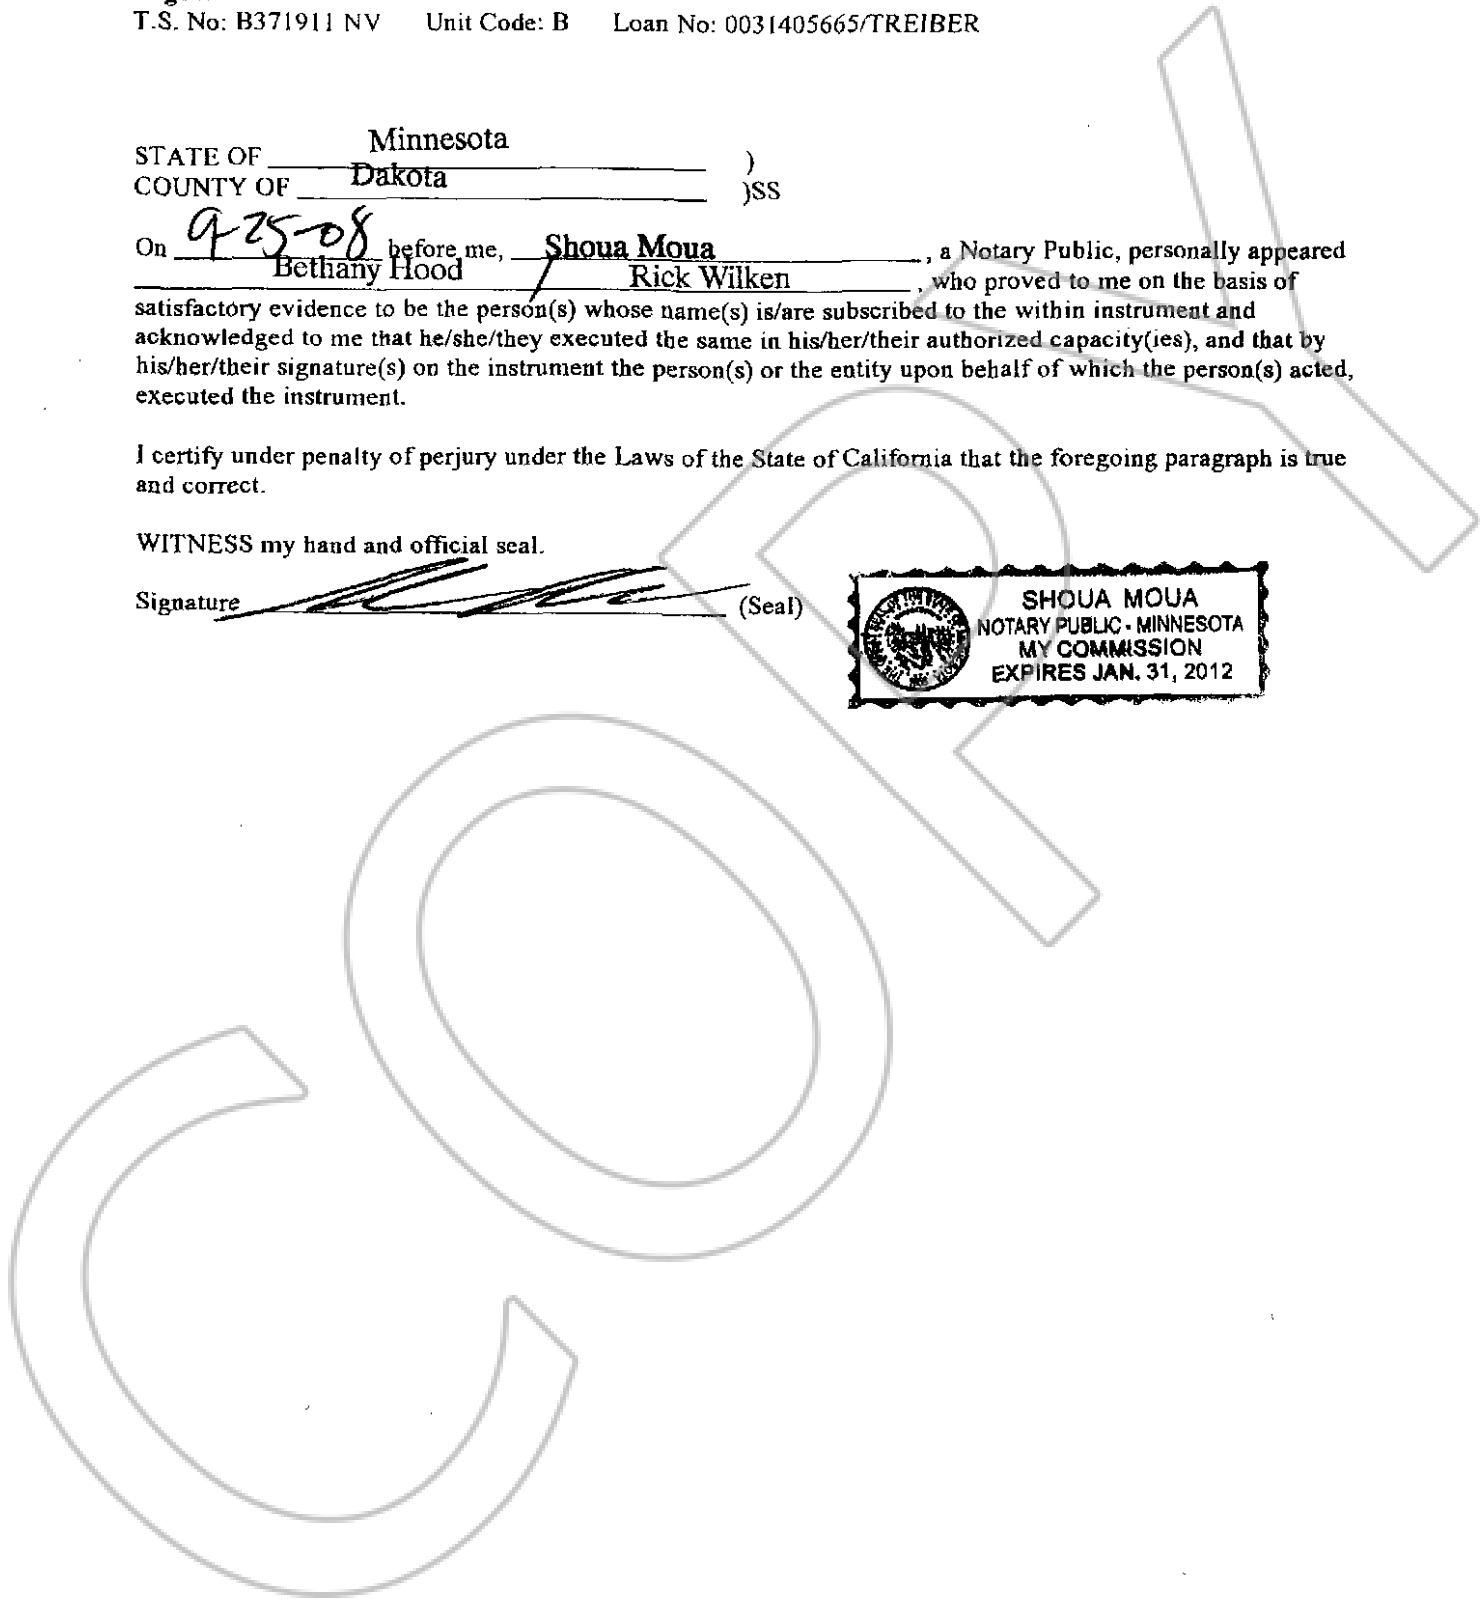 T.S. No: B371911 NV Unit Code: B Loan No: 0031405665/TREIBER
STATE OF Minnesota )
COUNTY OF Dakota )SS
On 9-25-08 before me, Shoua Moua , a Notary Public, personally appeared
Bethany Hood / Rick Wilken , who proved to me on the basis of
satisfactory evidence to be the person(s) whose name(s) is/are subscribed to the within instrument and
acknowledged to me that he/she/they executed the same in his/her/their authorized capacity(ies), and that by
his/her/their signature(s) on the instrument the person(s) or the entity upon behalf of which the person(s) acted,
executed the instrument.
I certify under penalty of perjury under the Laws of the State of California that the foregoing paragraph is true
and correct.
WITNESS my hand and official seal.
Signature (Seal)
SHOUA MOUA
NOTARY PUBLIC - MINNESOTA
MY COMMISSION
EXPIRES JAN. 31, 2012
COPY